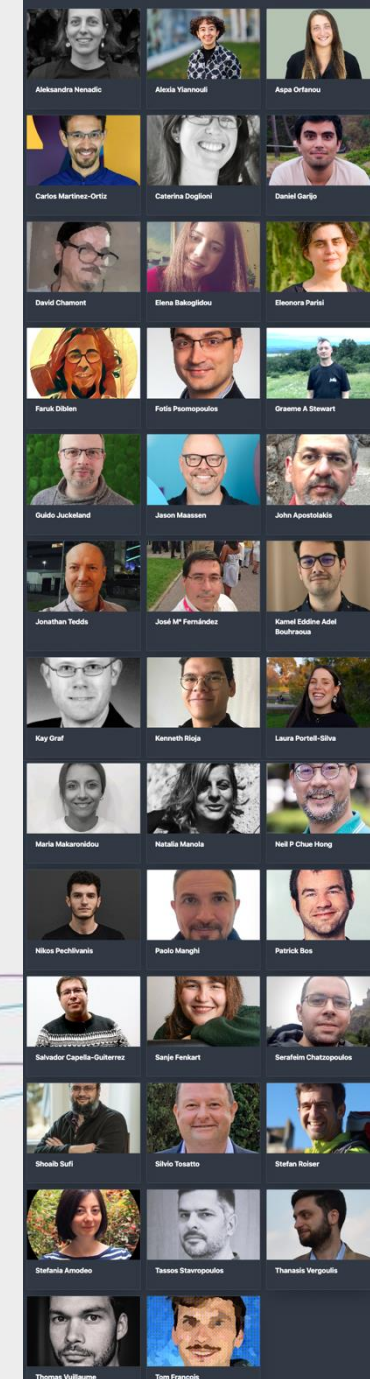 Aleksandra Nenadic
Alexia Yiannouli
Aspa Orfanou
Carlos Martinez-Ortiz
Caterina Doglioni
Daniel Garijo
David Chamont
Elena Bakoglidou
Eleonora Parisi
Faruk Diblen
Fotis Psomopoulos
Graeme A Stewart
Guido Juckeland
Jason Maassen
John Apostolakis
Jonathan Tedds
José Mª Fernández
Kamel Eddine Adel
Bouhraoua
Kay Graf
Kenneth Rioja
Laura Portell-Silva
Maria Makaronidou
Natalia Manola
Neil P Chue Hong
Nikos Pechlivanis
Paolo Manghi
Patrick Bos
Salvador Capella-Guiterrez
Sanje Fenkart
Serafeim Chatzopoulos
Shoaib Sufi
Silvio Tosatto
Stefan Roiser
Stefania Amodeo
Tassos Stavropoulos
Thanasis Vergoulis
Thomas Vuillaume
Tom François